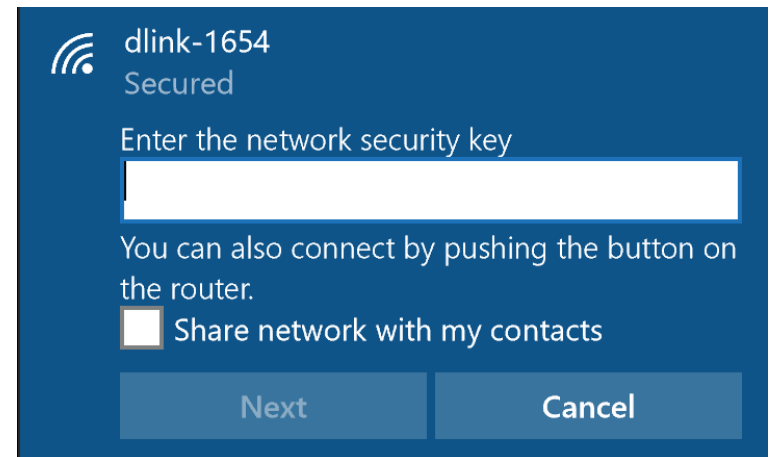 dlink-1654
Secured
Enter the network security key
You can also connect by pushing the button on
the router.
Share network with my contacts
Next
Cancel